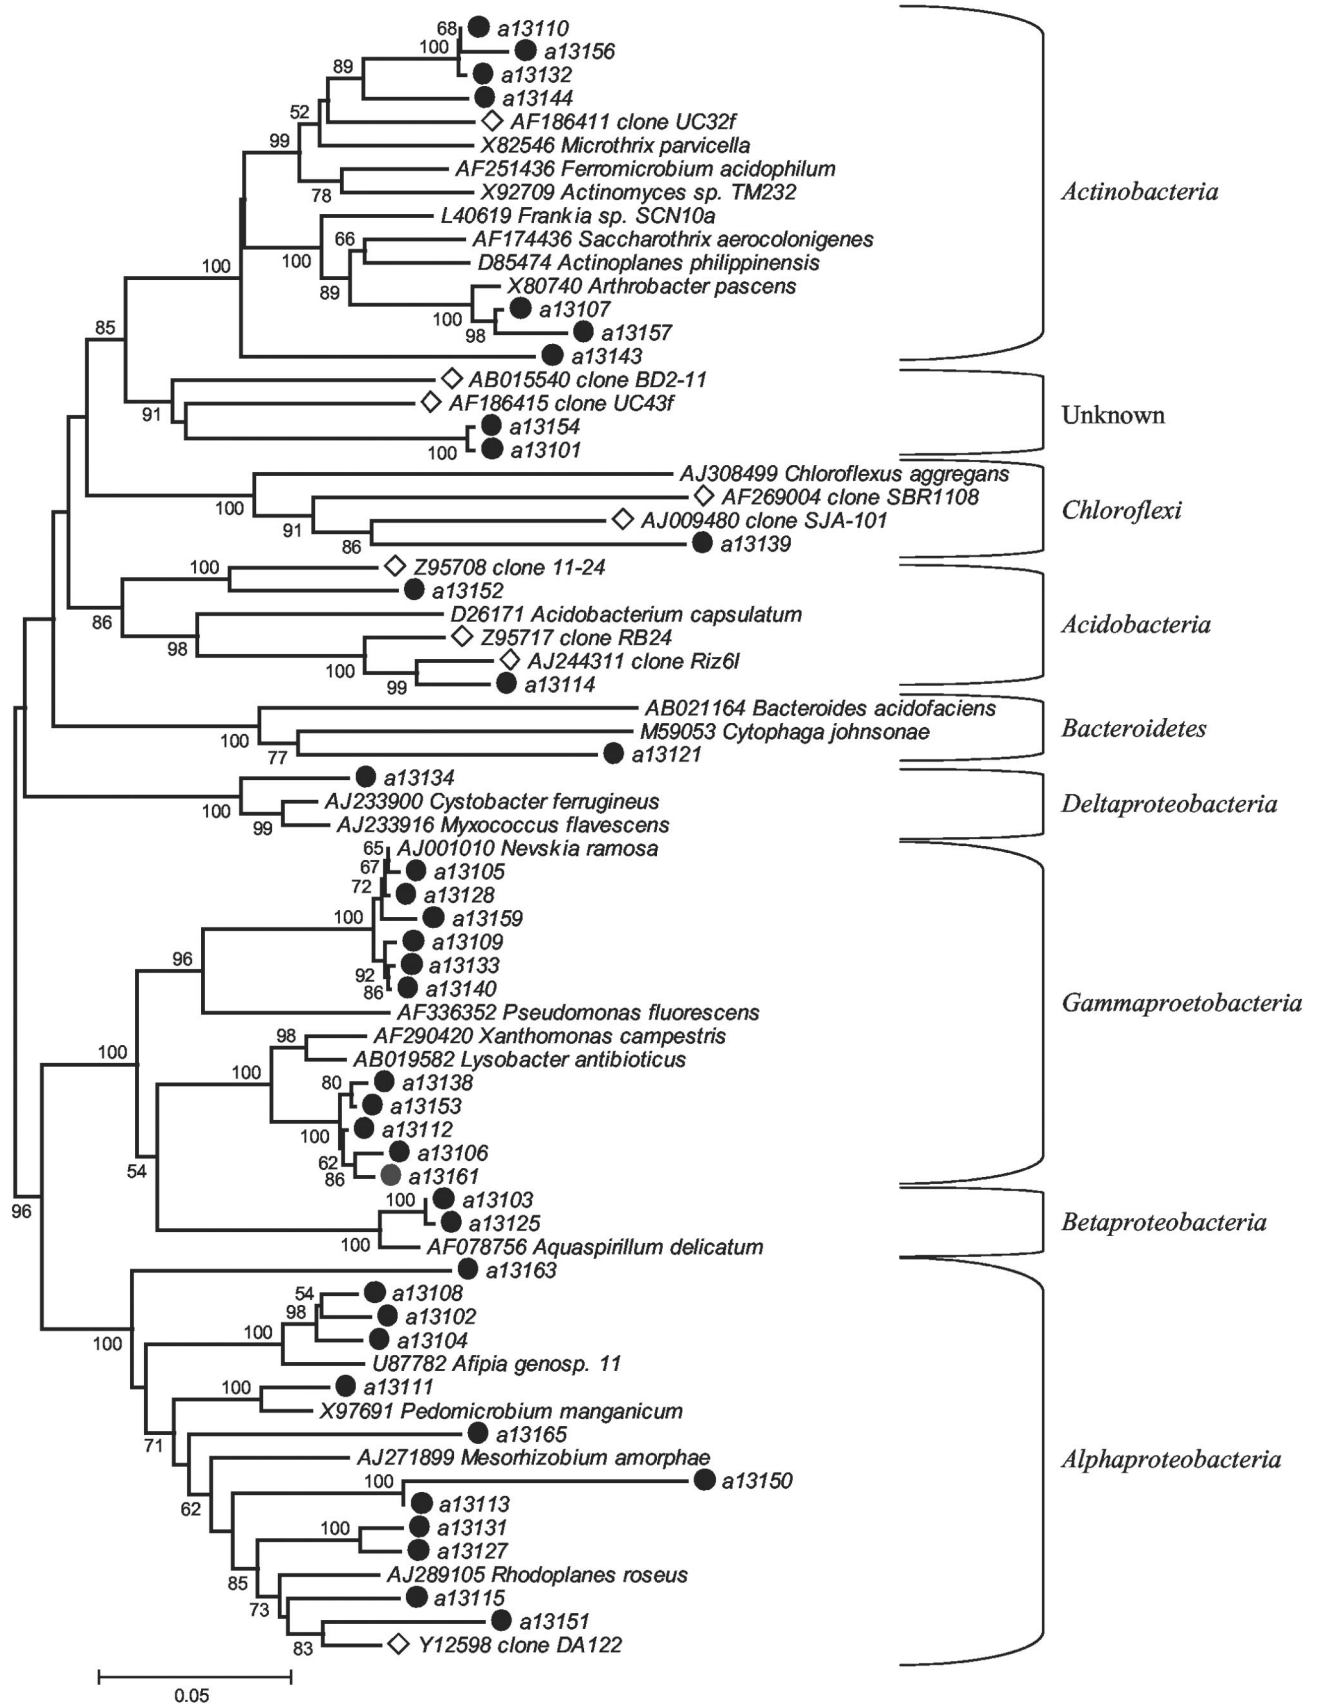 68 a13110
100 a13156
89 a13132
a13144
52 AF186411 clone UC32f
99 X82546 Microthrix parvicella
AF251436 Ferromicrobium acidophilum
78 X92709 Actinomyces sp. TM232
Actinobacteria
L40619 Frankia sp. SCN10a
66 AF174436 Saccharothrix aerocolonigenes
100 100 D85474 Actinoplanes philippinensis
89 X80740 Arthrobacter pascens
100 a13107
85 98 a13157
a13143
AB015540 clone BD2-11
91 AF186415 clone UC43f
Unknown
a13154
100 a13101
AJ308499 Chloroflexus aggregans
100 AF269004 clone SBR1108
Chloroflexi
91 AJ009480 clone SJA-101
86 a13139
100 Z95708 clone 11-24
a13152
86 D26171 Acidobacterium capsulatum
Acidobacteria
98 Z95717 clone RB24
100 AJ244311 clone Riz6I
99 a13114
AB021164 Bacteroides acidofaciens
100 M59053 Cytophaga johnsonae
Bacteroidetes
77 a13121
a13134
100 AJ233900 Cystobacter ferrugineus
Deltaproteobacteria
99 AJ233916 Myxococcus flavescens
65 AJ001010 Nevskia ramosa
67 a13105
72 a13128
100 a13159
a13109
96 a13133
92
86 a13140
AF336352 Pseudomonas fluorescens
Gammaproetobacteria
98 AF290420 Xanthomonas campestris
100 AB019582 Lysobacter antibioticus
100 80 a13138
a13153
100 a13112
62 a13106
54 86 a13161
100 a13103
96 a13125
Betaproteobacteria
100 AF078756 Aquaspirillum delicatum
a13163
54 a13108
98 a13102
100 100 a13104
U87782 Afipia genosp. 11
100 a13111
X97691 Pedomicrobium manganicum
71 a13165
AJ271899 Mesorhizobium amorphae
Alphaproteobacteria
100 a13150
62 a13113
100 a13131
a13127
85 AJ289105 Rhodoplanes roseus
73 a13115
a13151
83 Y12598 clone DA122
0.05